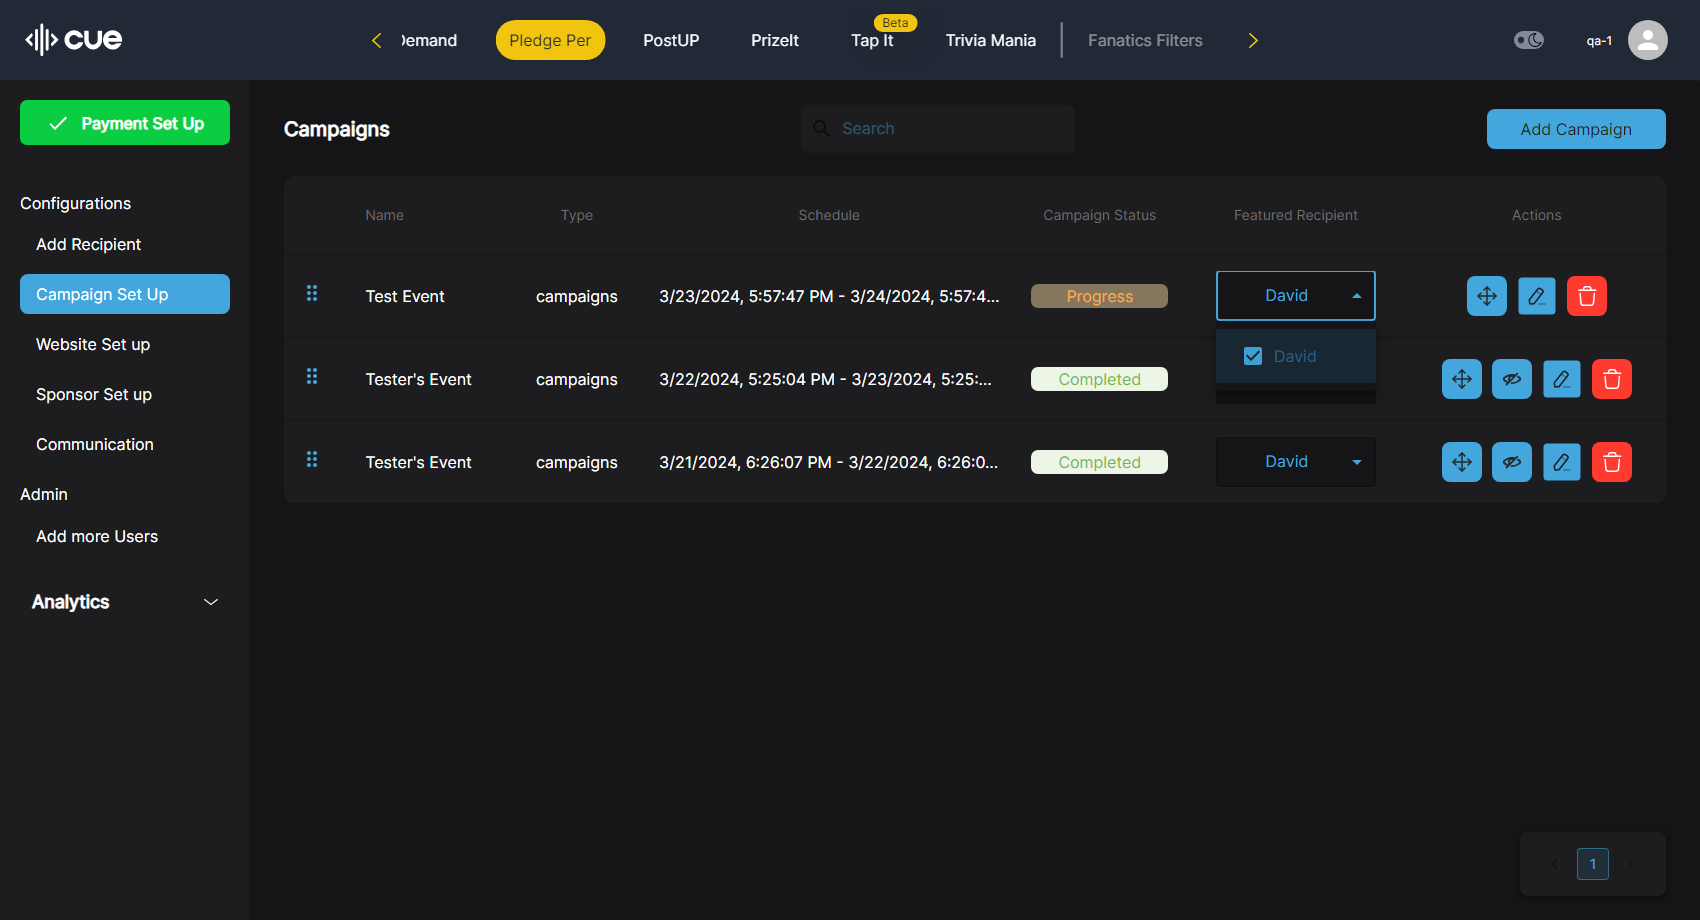 cue
Demand
Pledge Per
PostUP
PrizeIt
Tap It
Beta
Trivia Mania
Fanatics Filters
qa-1
Payment Set Up
Configurations
Add Recipient
Campaign Set Up
Website Set up
Sponsor Set up
Communication
Admin
Add more Users
Analytics
Campaigns
Search
Add Campaign
Name Type Schedule Campaign Status Featured Recipient Actions
Test Event campaigns 3/23/2024, 5:57:47 PM - 3/24/2024, 5:57:4... Progress David
David
Tester's Event campaigns 3/22/2024, 5:25:04 PM - 3/23/2024, 5:25:... Completed
Tester's Event campaigns 3/21/2024, 6:26:07 PM - 3/22/2024, 6:26:0... Completed David
1